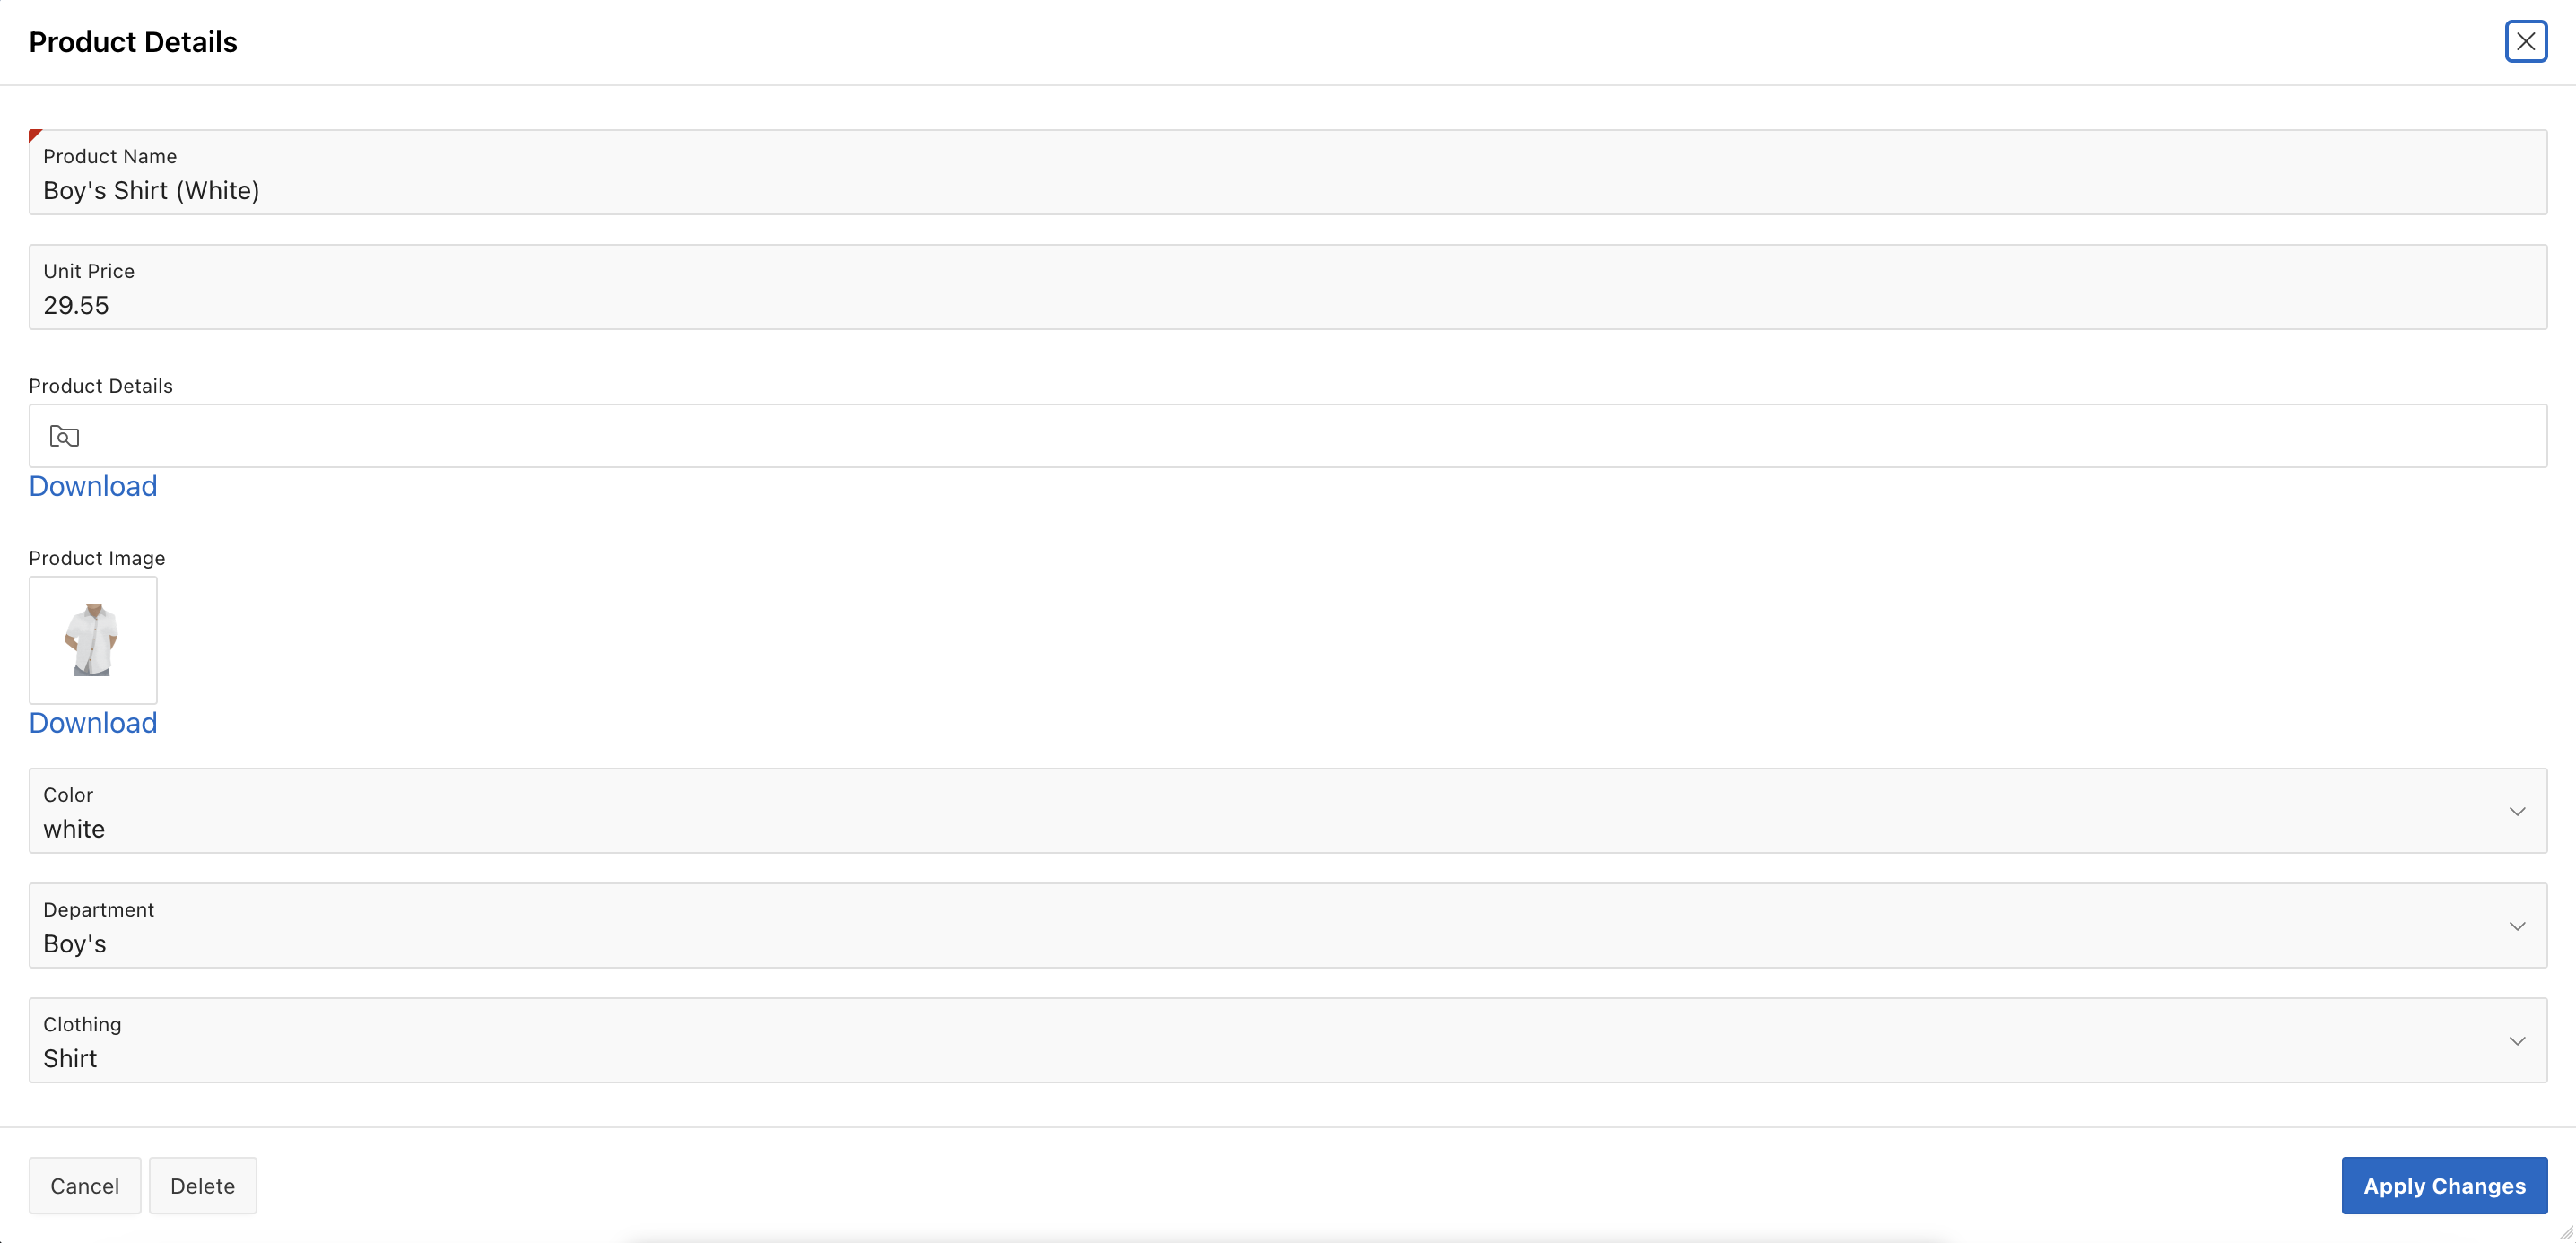 Product Details
Product Name
Boy's Shirt (White)
Unit Price
29.55
Product Details
Download
Product Image
Download
Color
white
Department
Boy's
Clothing
Shirt
Cancel
Delete
Apply Changes